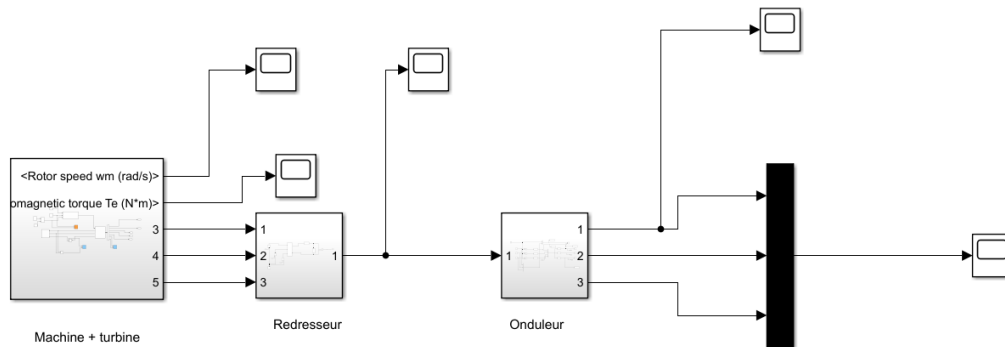 <Rotor speed wm (rad/s)>
omagnetic torque Te (N*m)>
3
4
5
Machine + turbine
1
2
3
1
Redresseur
1
1
2
3
Onduleur